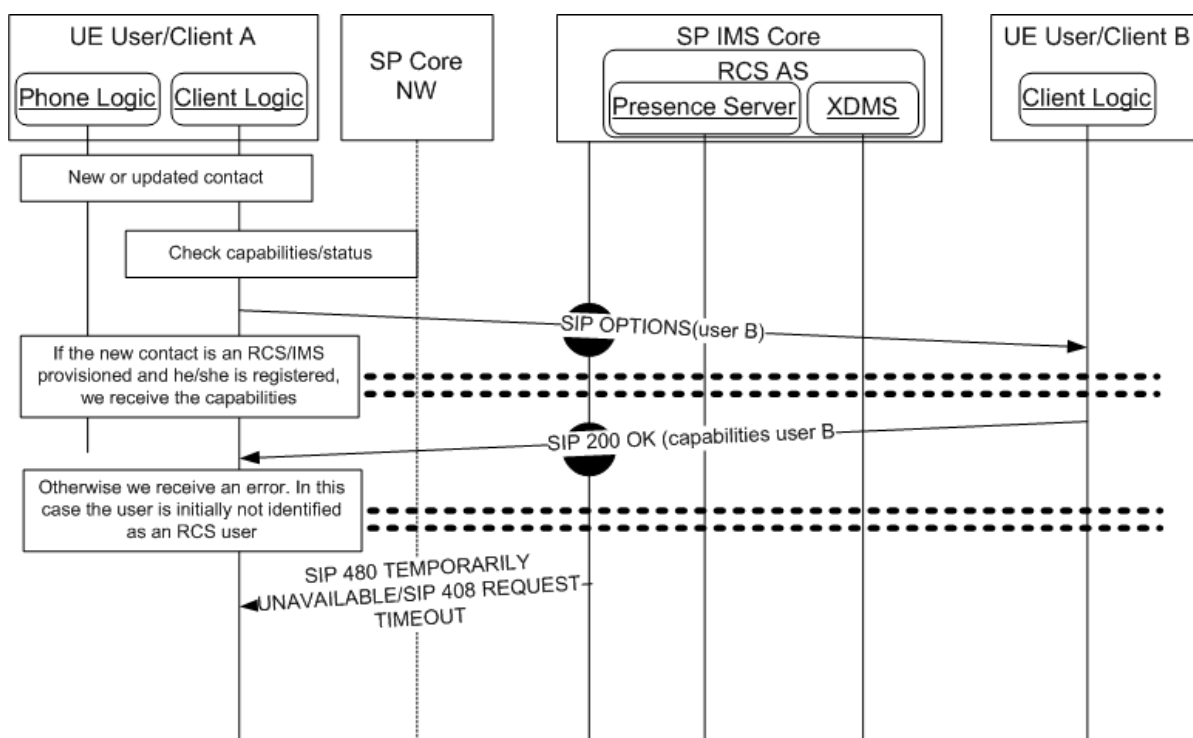 UE User/Client A
Phone Logic
Client Logic
SP Core
NW
SP IMS Core
RCS AS
Presence Server
XDMS
UE User/Client B
Client Logic
New or updated contact
Check capabilities/status
SIP OPTIONS(user B)
If the new contact is an RCS/IMS
provisioned and he/she is registered,
we receive the capabilities
SIP 200 OK (capabilities user B
Otherwise we receive an error. In this
case the user is initially not identified
as an RCS user
SIP 480 TEMPORARILY
UNAVAILABLE/SIP 408 REQUEST
TIMEOUT